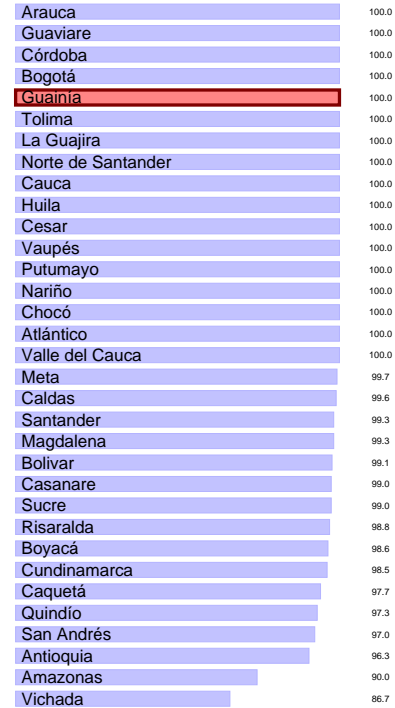 Arauca 100.0
Guaviare 100.0
Córdoba 100.0
Bogotá 100.0
Guainía 100.0
Tolima 100.0
La Guajira 100.0
Norte de Santander 100.0
Cauca 100.0
Huila 100.0
Cesar 100.0
Vaupés 100.0
Putumayo 100.0
Nariño 100.0
Chocó 100.0
Atlántico 100.0
Valle del Cauca 100.0
Meta 99.7
Caldas 99.6
Santander 99.3
Magdalena 99.3
Bolivar 99.1
Casanare 99.0
Sucre 99.0
Risaralda 98.8
Boyacá 98.6
Cundinamarca 98.5
Caquetá 97.7
Quindío 97.3
San Andrés 97.0
Antioquia 96.3
Amazonas 90.0
Vichada 86.7